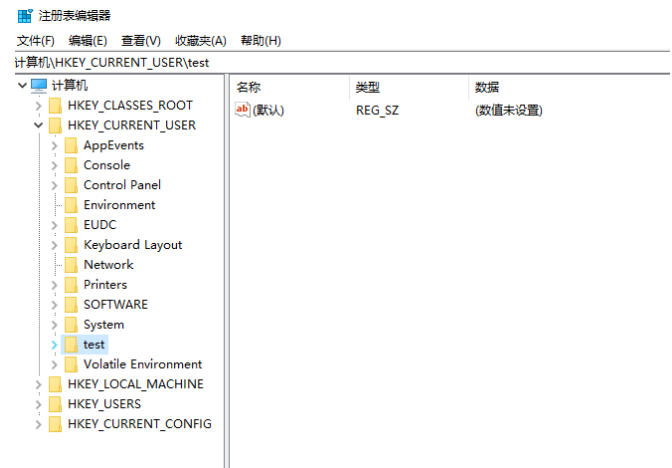 注册表编辑器
文件(F) 编辑(E) 查看(V) 收藏夹(A) 帮助(H)
计算机\HKEY_CURRENT_USER\test
计算机
HKEY_CLASSES_ROOT
HKEY_CURRENT_USER
AppEvents
Console
Control Panel
Environment
EUDC
Keyboard Layout
Network
Printers
SOFTWARE
System
test
Volatile Environment
HKEY_LOCAL_MACHINE
HKEY_USERS
HKEY_CURRENT_CONFIG
名称 类型 数据
ab (默认) REG_SZ (数值未设置)